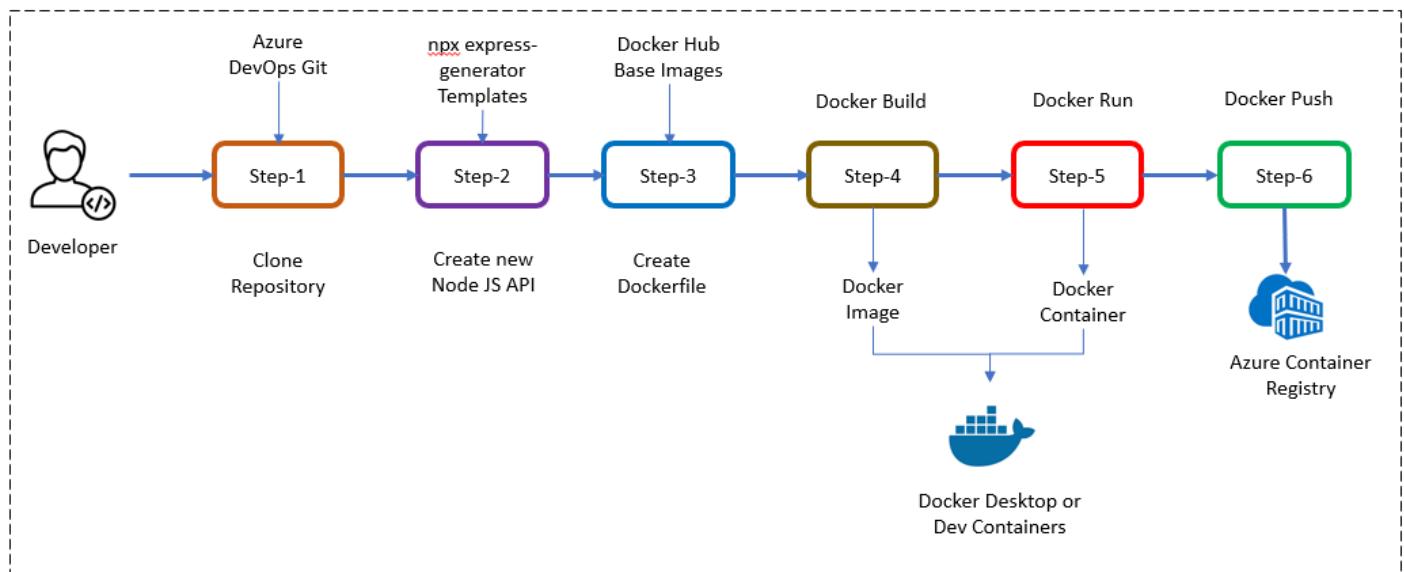 Azure
DevOps Git
npx express-
generator
Templates
Docker Hub
Base Images
Docker Build
Docker Run
Docker Push
Step-1
Step-2
Step-3
Step-4
Step-5
Step-6
Developer
Clone
Repository
Create new
Node JS API
Create
Dockerfile
Docker
Image
Docker
Container
Azure Container
Registry
Docker Desktop or
Dev Containers